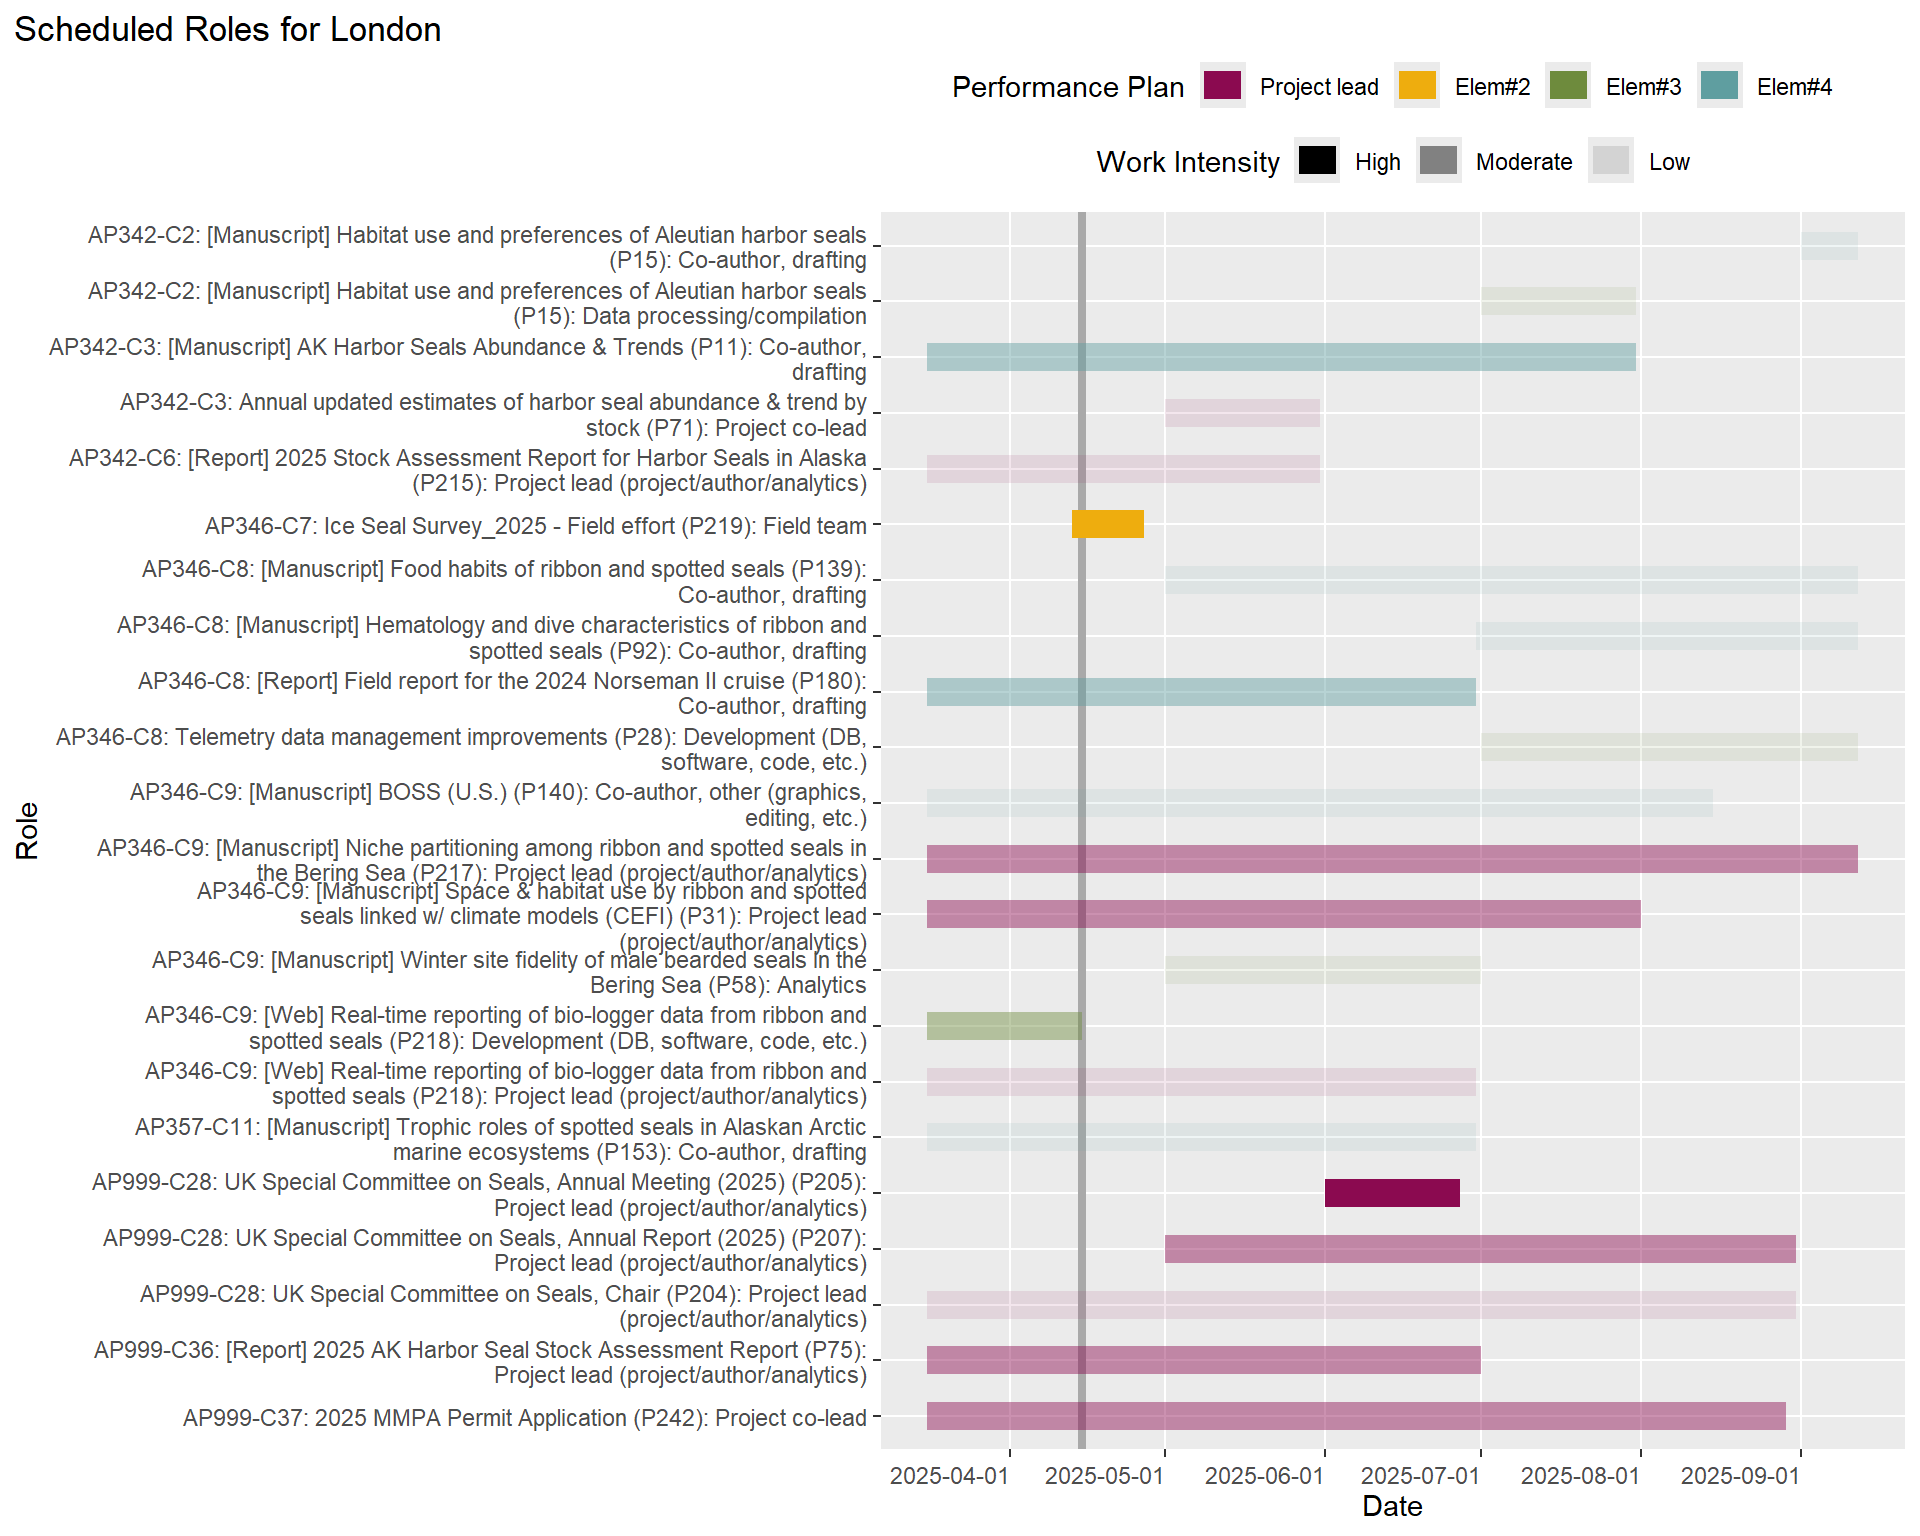 Scheduled Roles for London
Performance Plan Project lead Elem#2 Elem#3 Elem#4
Work Intensity High Moderate Low
AP342-C2: [Manuscript] Habitat use and preferences of Aleutian harbor seals
(P15): Co-author, drafting
AP342-C2: [Manuscript] Habitat use and preferences of Aleutian harbor seals
(P15): Data processing/compilation
AP342-C3: [Manuscript] AK Harbor Seals Abundance & Trends (P11): Co-author,
drafting
AP342-C3: Annual updated estimates of harbor seal abundance & trend by
stock (P71): Project co-lead
AP342-C6: [Report] 2025 Stock Assessment Report for Harbor Seals in Alaska
(P215): Project lead (project/author/analytics)
AP346-C7: Ice Seal Survey_2025 - Field effort (P219): Field team
AP346-C8: [Manuscript] Food habits of ribbon and spotted seals (P139):
Co-author, drafting
AP346-C8: [Manuscript] Hematology and dive characteristics of ribbon and
spotted seals (P92): Co-author, drafting
AP346-C8: [Report] Field report for the 2024 Norseman II cruise (P180):
Co-author, drafting
AP346-C8: Telemetry data management improvements (P28): Development (DB,
software, code, etc.)
AP346-C9: [Manuscript] BOSS (U.S.) (P140): Co-author, other (graphics,
editing, etc.)
AP346-C9: [Manuscript] Niche partitioning among ribbon and spotted seals in
the Bering Sea (P217): Project lead (project/author/analytics)
AP346-C9: [Manuscript] Space & habitat use by ribbon and spotted
seals linked w/ climate models (CEFI) (P31): Project lead
(project/author/analytics)
AP346-C9: [Manuscript] Winter site fidelity of male bearded seals in the
Bering Sea (P58): Analytics
AP346-C9: [Web] Real-time reporting of bio-logger data from ribbon and
spotted seals (P218): Development (DB, software, code, etc.)
AP346-C9: [Web] Real-time reporting of bio-logger data from ribbon and
spotted seals (P218): Project lead (project/author/analytics)
AP357-C11: [Manuscript] Trophic roles of spotted seals in Alaskan Arctic
marine ecosystems (P153): Co-author, drafting
AP999-C28: UK Special Committee on Seals, Annual Meeting (2025) (P205):
Project lead (project/author/analytics)
AP999-C28: UK Special Committee on Seals, Annual Report (2025) (P207):
Project lead (project/author/analytics)
AP999-C28: UK Special Committee on Seals, Chair (P204): Project lead
(project/author/analytics)
AP999-C36: [Report] 2025 AK Harbor Seal Stock Assessment Report (P75):
Project lead (project/author/analytics)
AP999-C37: 2025 MMPA Permit Application (P242): Project co-lead
Role
2025-04-01 2025-05-01 2025-06-01 2025-07-01 2025-08-01 2025-09-01
Date